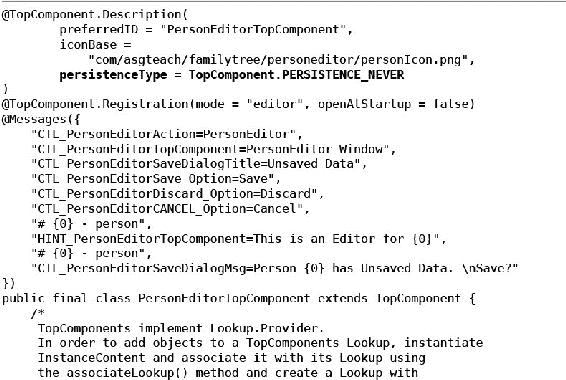 @TopComponent.Description(
preferredID = "PersonEditorTopComponent",
iconBase =
"com/asgteach/familytree/personeditor/personIcon.png",
persistenceType = TopComponent.PERSISTENCE_NEVER
)
@TopComponent.Registration(mode = "editor", openAtStartup = false)
@Messages({
"CTL_PersonEditorAction=PersonEditor",
"CTL_PersonEditorTopComponent=PersonEditor Window",
"CTL_PersonEditorSaveDialogTitle=Unsaved Data",
"CTL_PersonEditorSave_Option=Save",
"CTL_PersonEditorDiscard_Option=Discard",
"CTL_PersonEditorCANCEL_Option=Cancel",
"# {0} - person",
"HINT_PersonEditorTopComponent=This is an Editor for {0}",
"# {0} - person",
"CTL_PersonEditorSaveDialogMsg=Person {0} has Unsaved Data. \nSave?"
})
public final class PersonEditorTopComponent extends TopComponent {
/*
TopComponents implement Lookup.Provider.
In order to add objects to a TopComponents Lookup, instantiate
InstanceContent and associate it with its Lookup using
the associateLookup() method and create a Lookup with